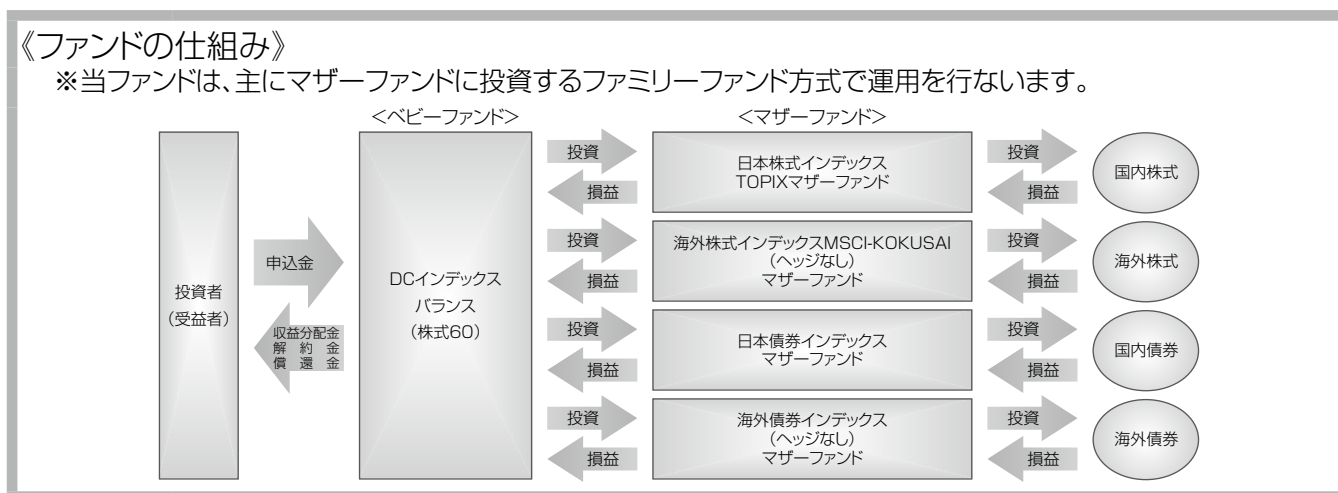 《ファンドの仕組み》
※当ファンドは、主にマザーファンドに投資するファミリーファンド方式で運用を行ないます。
<ベビーファンド>
<マザーファンド>
投資者
(受益者)
申込金
収益分配金
解約金
償還金
DCインデックス
バランス
(株式60)
投資
損益
日本株式インデックス
TOPIXマザーファンド
投資
損益
国内株式
投資
損益
海外株式インデックスMSCI-KOKUSAI
(ヘッジなし)
マザーファンド
投資
損益
海外株式
投資
損益
日本債券インデックス
マザーファンド
投資
損益
国内債券
投資
損益
海外債券インデックス
(ヘッジなし)
マザーファンド
投資
損益
海外債券